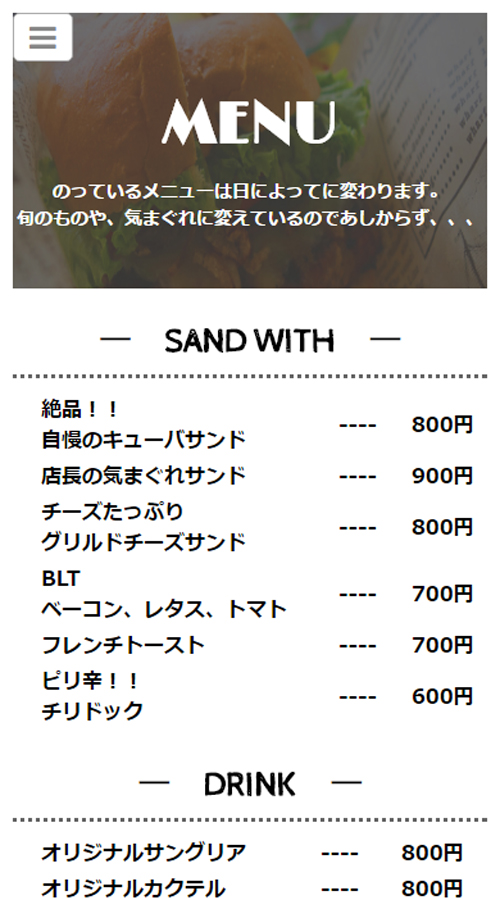 MENU
のっているメニューは日によってに変わります。
旬のものや、気まぐれに変えているのであしからず、、、
— SAND WITH —
絶品！！
自慢のキューバサンド ---- 800円
店長の気まぐれサンド ---- 900円
チーズたっぷり
グリルドチーズサンド ---- 800円
BLT
ベーコン、レタス、トマト ---- 700円
フレンチトースト ---- 700円
ピリ辛！！
チリドック ---- 600円
— DRINK —
オリジナルサングリア ---- 800円
オリジナルカクテル ---- 800円